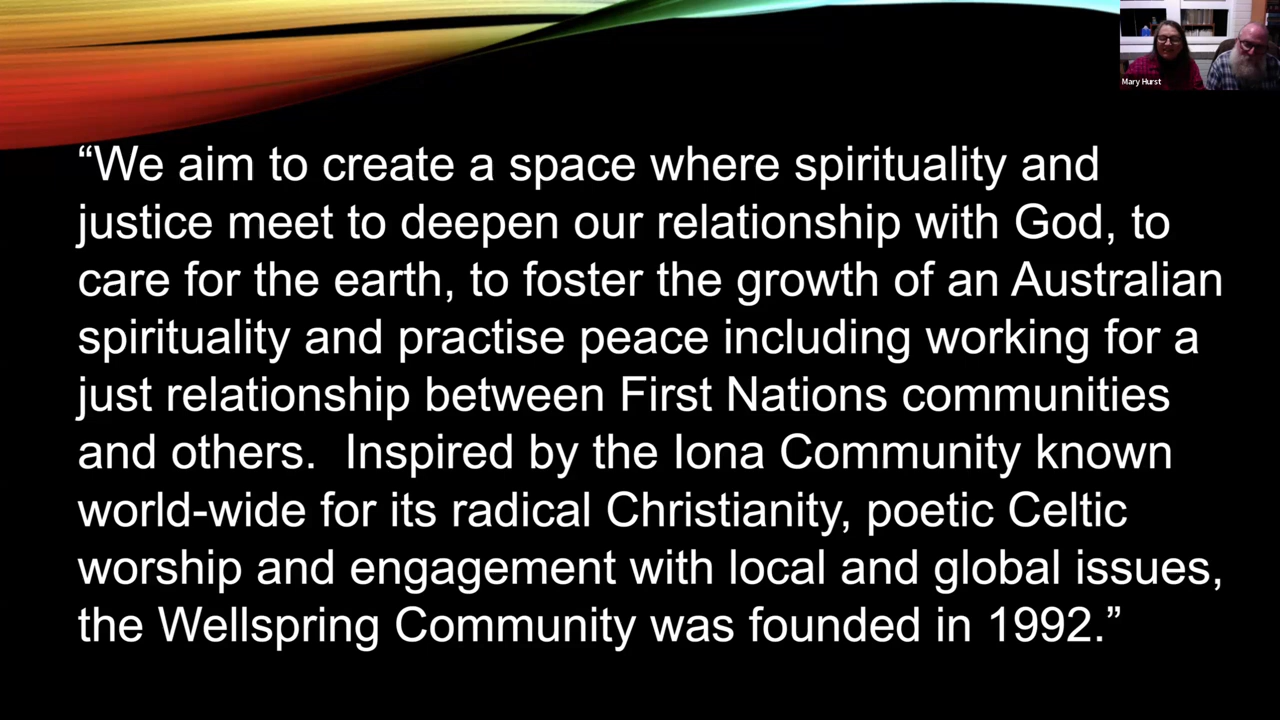 Mary Hurst
“We aim to create a space where spirituality and
justice meet to deepen our relationship with God, to
care for the earth, to foster the growth of an Australian
spirituality and practise peace including working for a
just relationship between First Nations communities
and others.  Inspired by the Iona Community known
world-wide for its radical Christianity, poetic Celtic
worship and engagement with local and global issues,
the Wellspring Community was founded in 1992.”